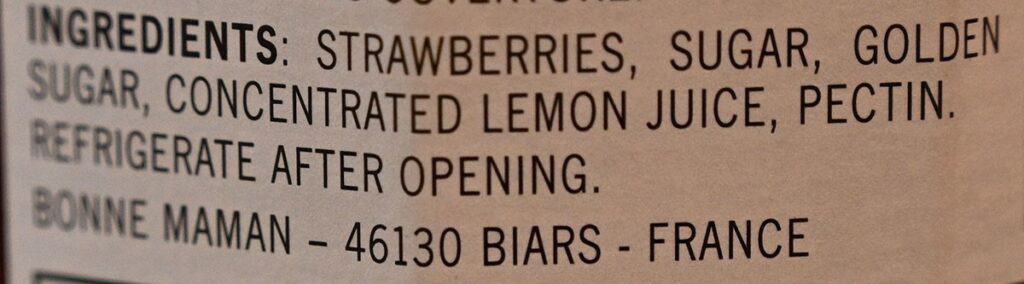 INGREDIENTS: STRAWBERRIES, SUGAR, GOLDEN
SUGAR, CONCENTRATED LEMON JUICE, PECTIN.
REFRIGERATE AFTER OPENING.
BONNE MAMAN – 46130 BIARS - FRANCE